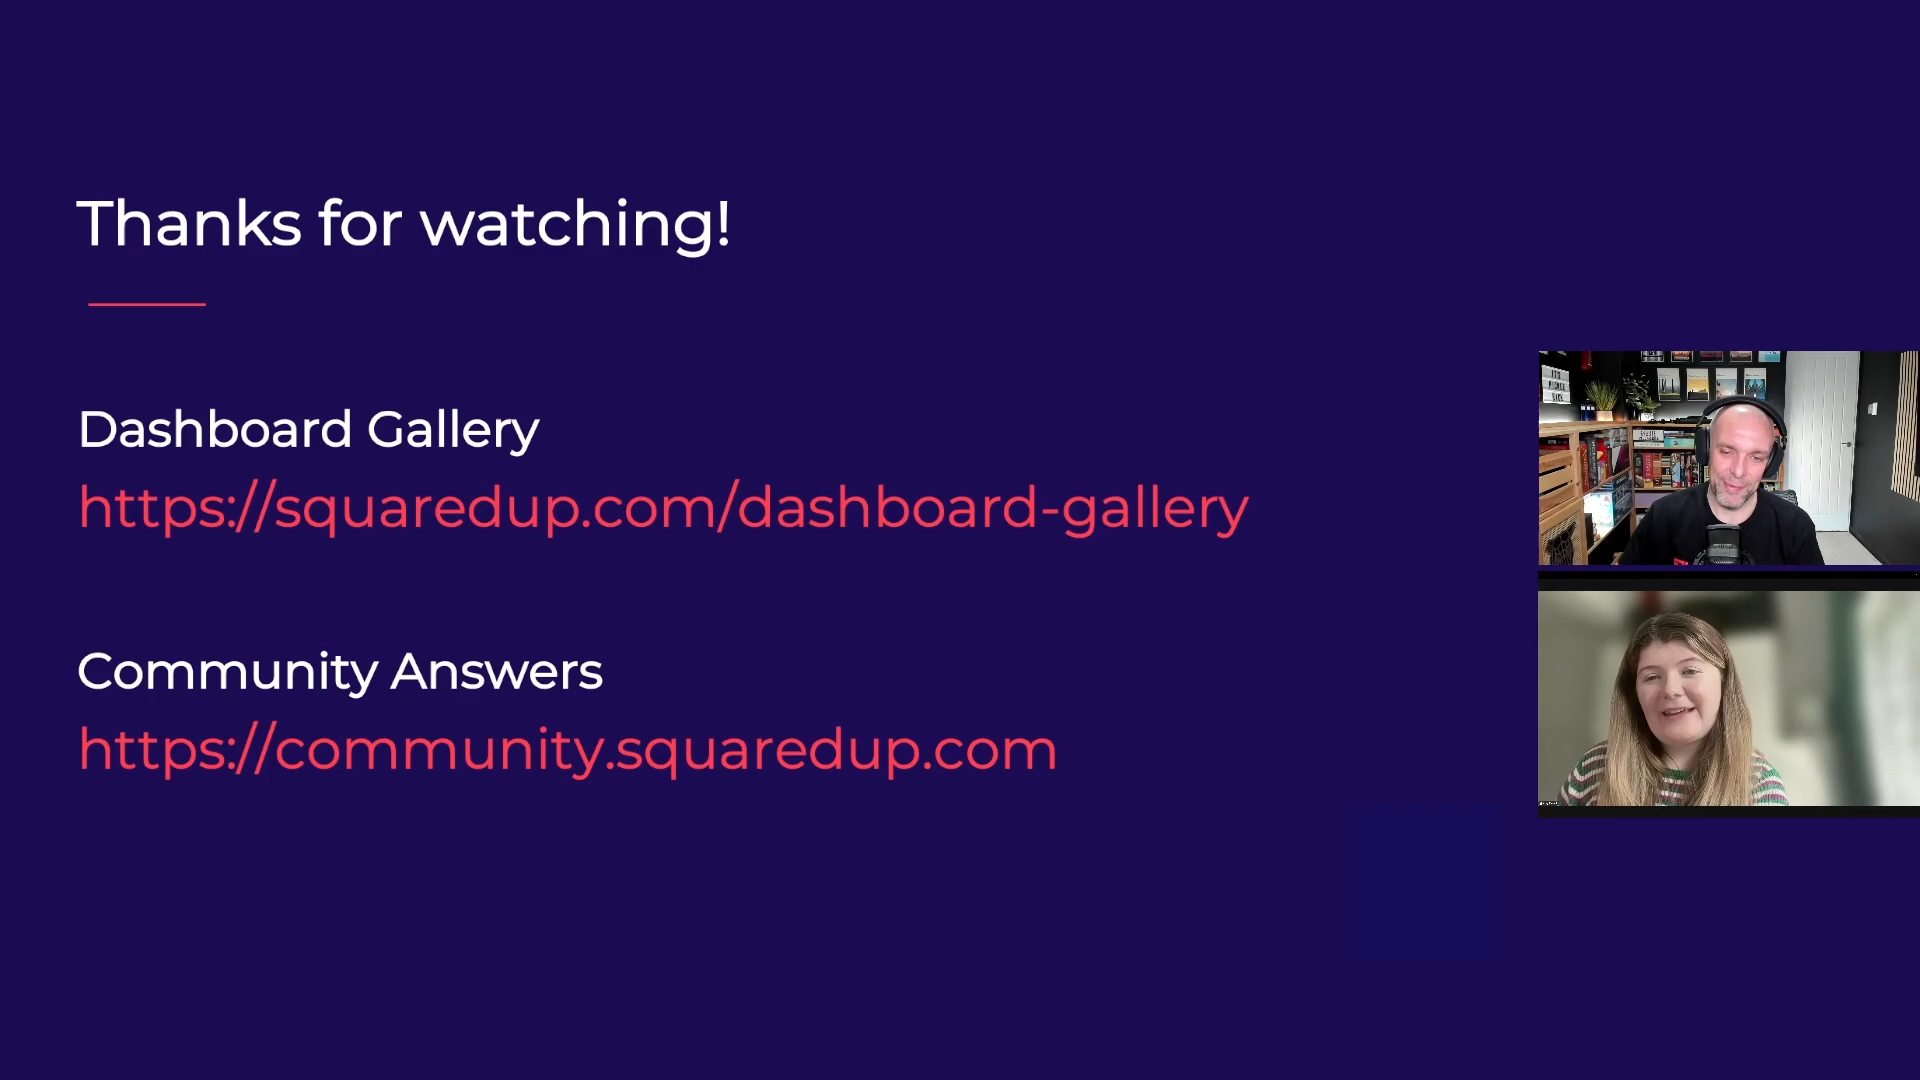 Thanks for watching!
Dashboard Gallery
https://squaredup.com/dashboard-gallery
Community Answers
https://community.squaredup.com